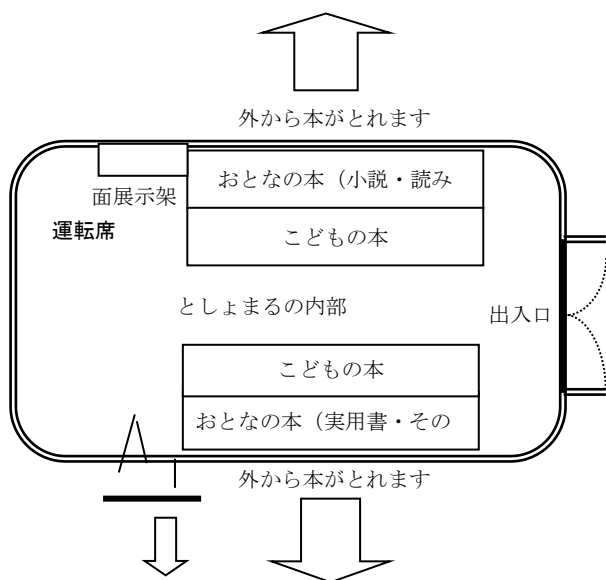 外から本がとれます
おとなの本（小説・読み
面展示架
運転席
こどもの本
としょまるの内部
出入口
こどもの本
おとなの本（実用書・その
外から本がとれます